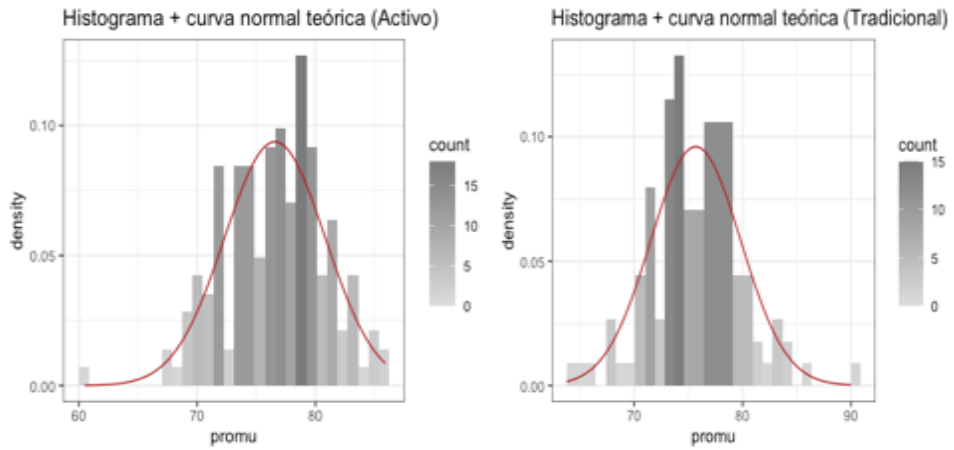 Histograma + curva normal teórica (Activo)
density
0.10
0.05
0.00
60
70
80
promu
count
15
10
5
0
Histograma + curva normal teórica (Tradicional)
density
0.10
0.05
0.00
70
80
90
promu
count
15
10
5
0